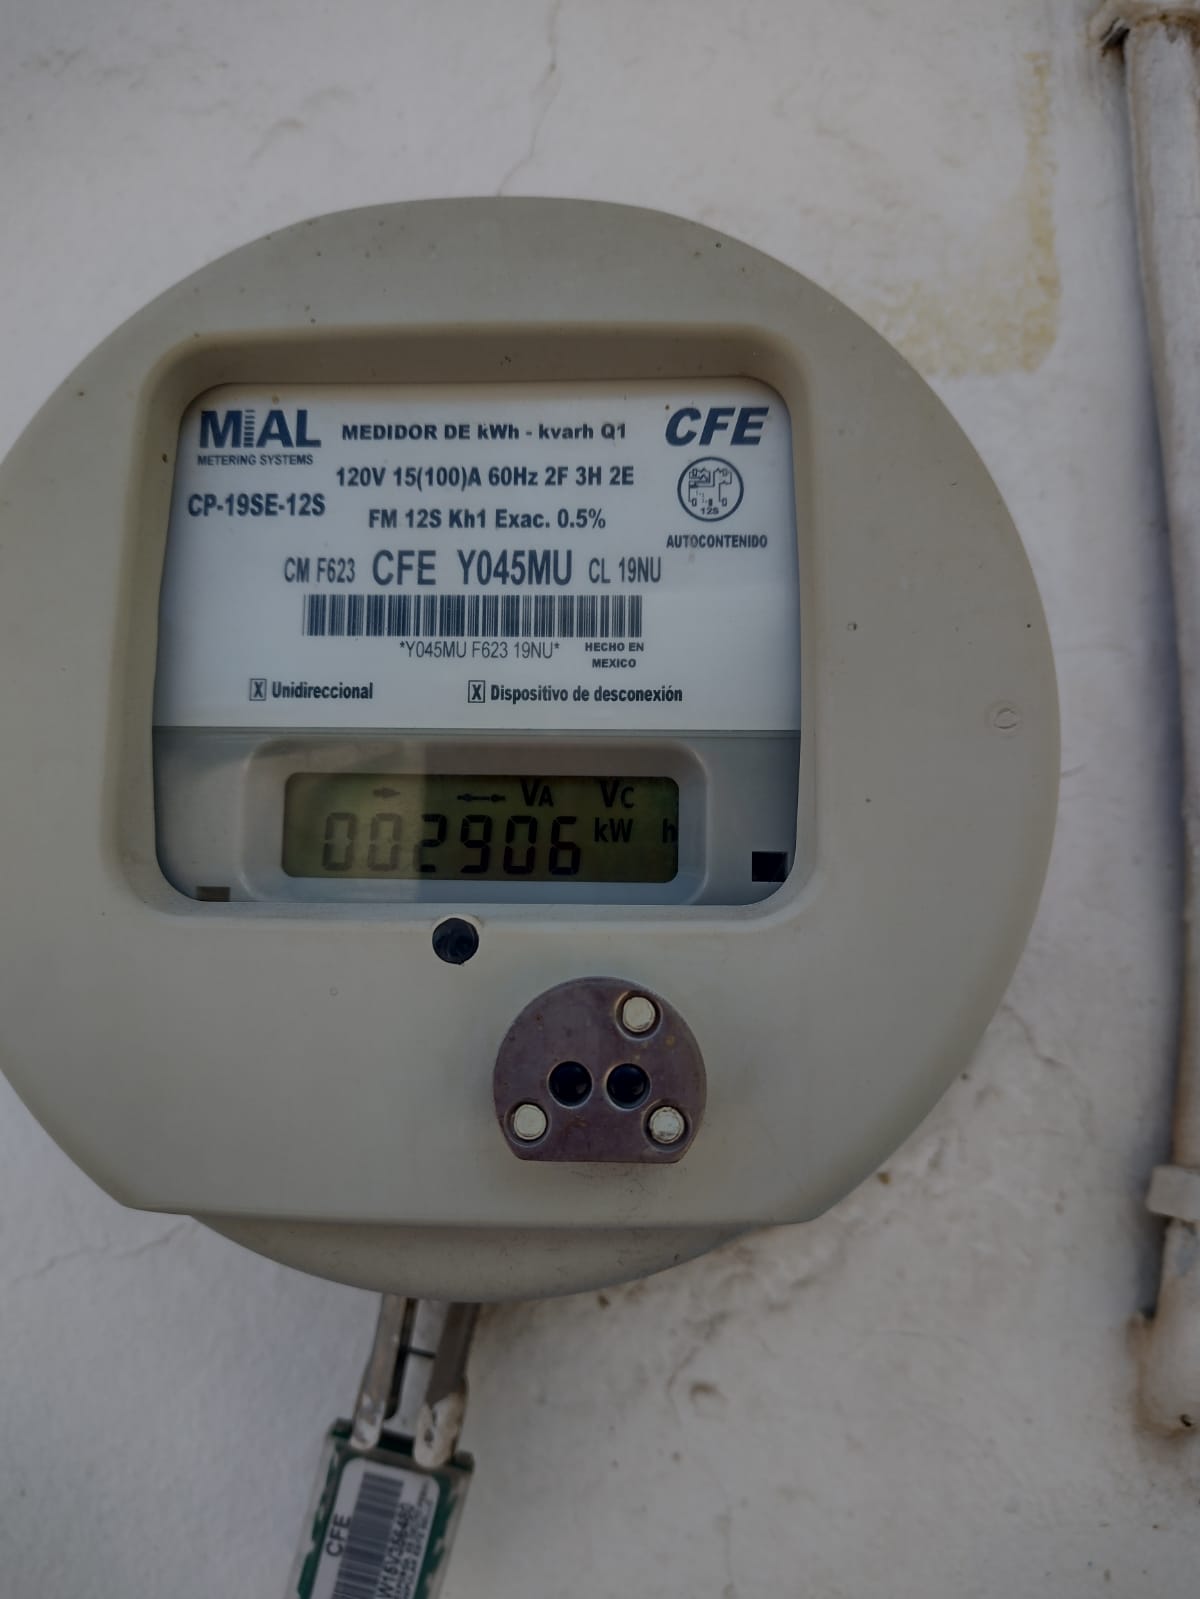 MIAL
METERING SYSTEMS
MEDIDOR DE kWh - kvarh Q1
CFE
120V 15(100)A 60Hz 2F 3H 2E
CP-19SE-12S
FM 12S Kh1 Exac. 0.5%
12S
AUTOCONTENIDO
CM F623 CFE Y045MU CL 19NU
*Y045MU F623 19NU*
HECHO EN
MEXICO
X Unidireccional
X Dispositivo de desconexión
VA VC
002906 kW h
CFE